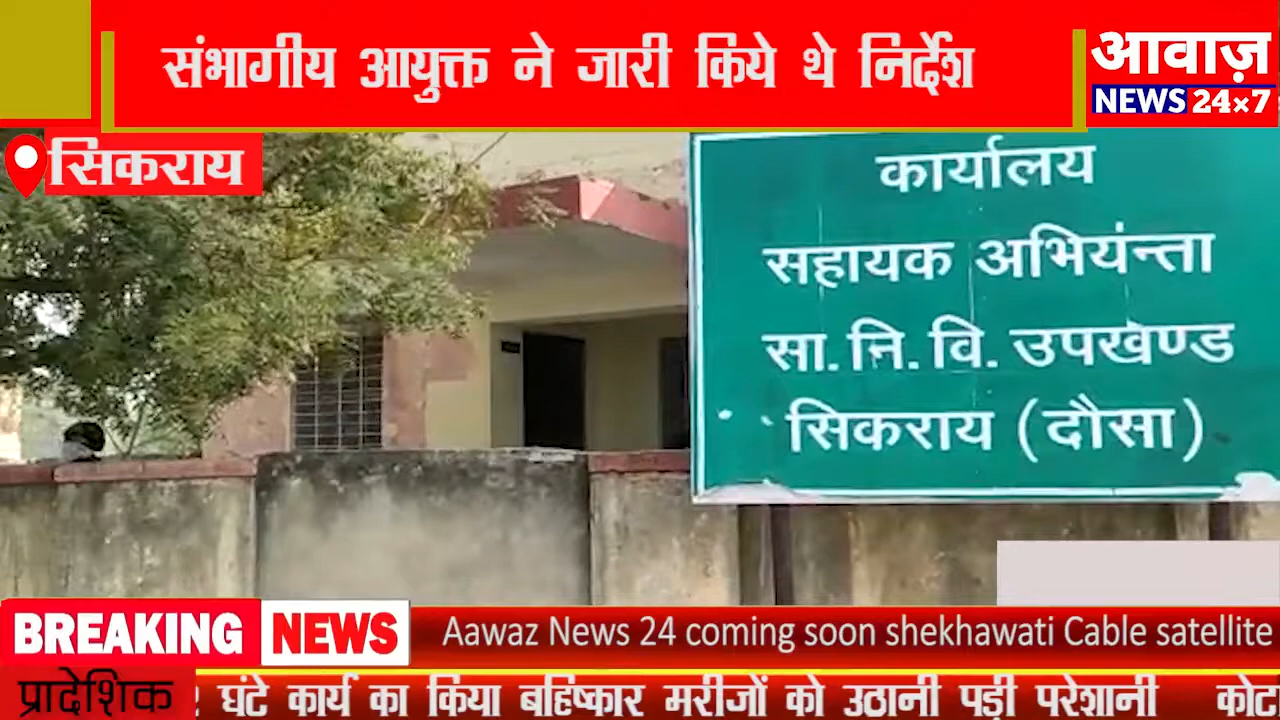 संभागीय आयुक्त ने जारी किये थे निर्देश
आवाज़
NEWS 24×7
सिकराय
कार्यालय
सहायक अभियंन्ता
सा. नि. वि. उपखण्ड
सिकराय (दौसा)
BREAKING NEWS
Aawaz News 24 coming soon shekhawati Cable satellite
प्रादेशिक
घंटे कार्य का किया बहिष्कार मरीजों को उठानी पड़ी परेशानी